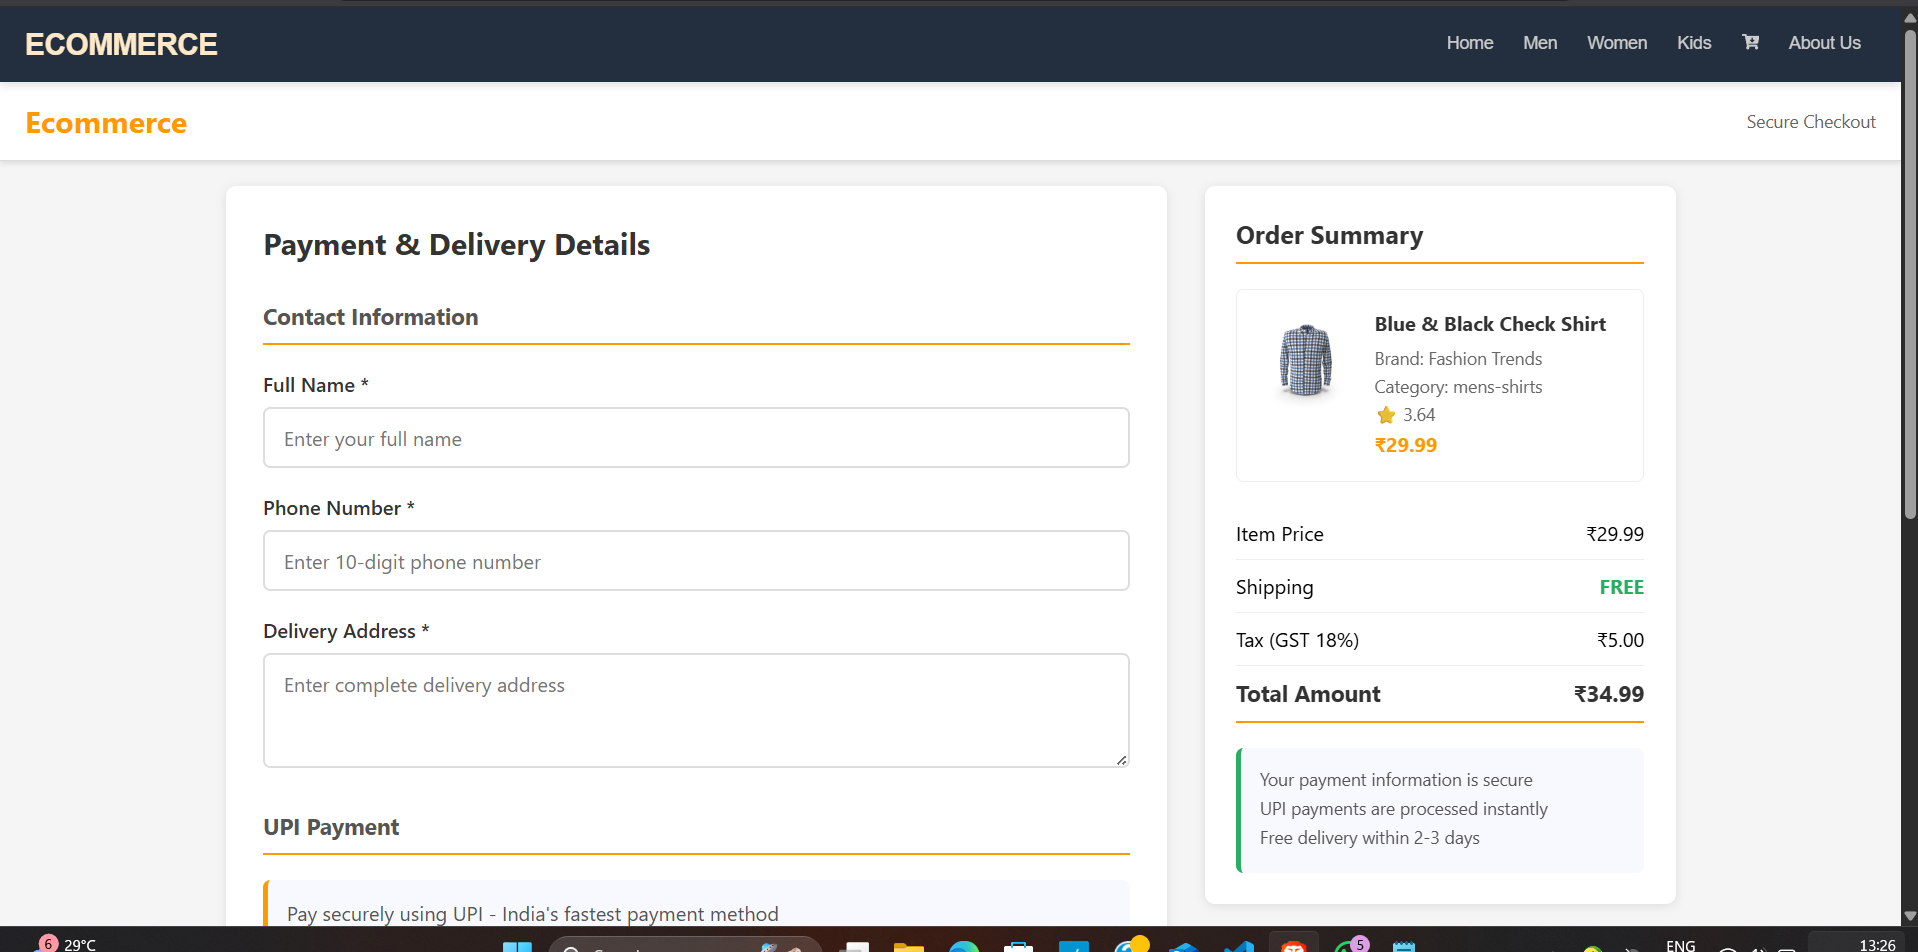 ECOMMERCE
Home Men Women Kids About Us
Ecommerce
Secure Checkout
Payment & Delivery Details
Contact Information
Full Name *
Enter your full name
Phone Number *
Enter 10-digit phone number
Delivery Address *
Enter complete delivery address
UPI Payment
Pay securely using UPI - India's fastest payment method
Order Summary
Blue & Black Check Shirt
Brand: Fashion Trends
Category: mens-shirts
3.64
₹29.99
Item Price ₹29.99
Shipping FREE
Tax (GST 18%) ₹5.00
Total Amount ₹34.99
Your payment information is secure
UPI payments are processed instantly
Free delivery within 2-3 days
6 29°C
5
ENG
13:26